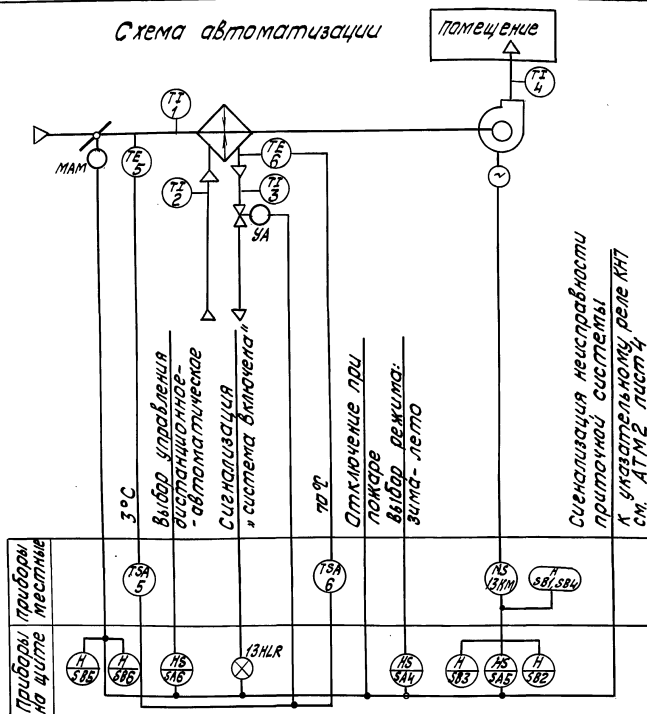 Схема автоматизации
Помещение
TI
1
TI
4
TE
5
TE
6
МАМ
TI
2
TI
3
УА
3°С
Выбор управления
дистанционное-
-автоматическое
Сигнализация
"система включена"
70°С
Отключение при
пожаре
Выбор режима:
зима-лето
Сигнализация неисправности
приточной системы
К указательному реле КН7
см. АТМ2 лист 4
Приборы
местные
TSA
5
TSA
6
NS
13КМ
H
SB1, SB4
Приборы
на щите
H
SB5
H
SB6
HS
SA6
13HLR
HS
SA4
H
SB3
HS
SA5
H
SB2